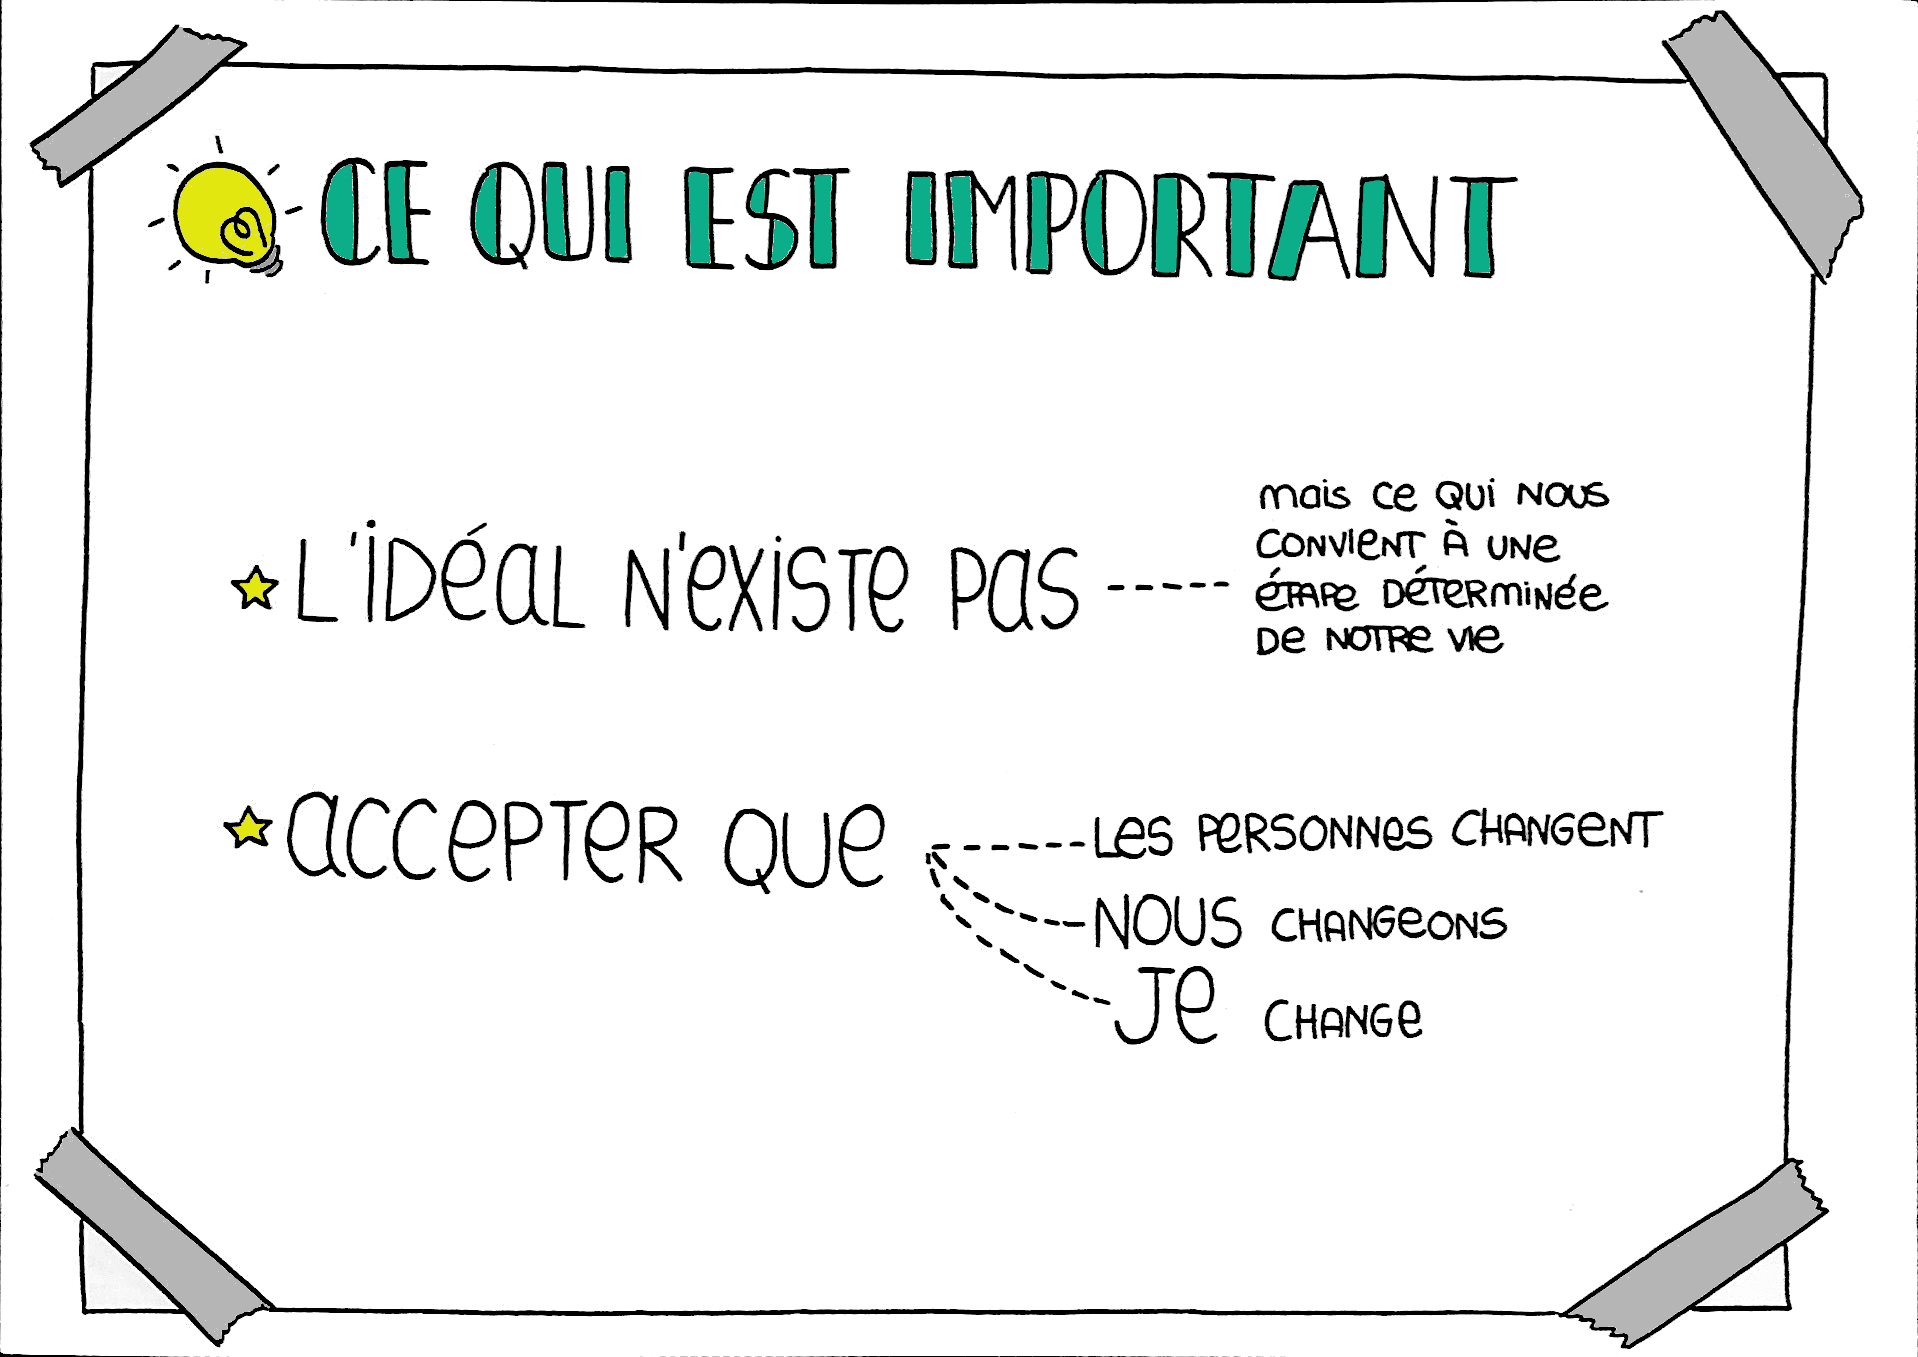 CE QUI EST IMPORTANT
L'IDÉAL N'EXISTE PAS
mais ce qui nous
convient à une
étape déterminée
de notre vie
ACCEPTER QUE
LES PERSONNES CHANGENT
NOUS CHANGEONS
JE CHANGE